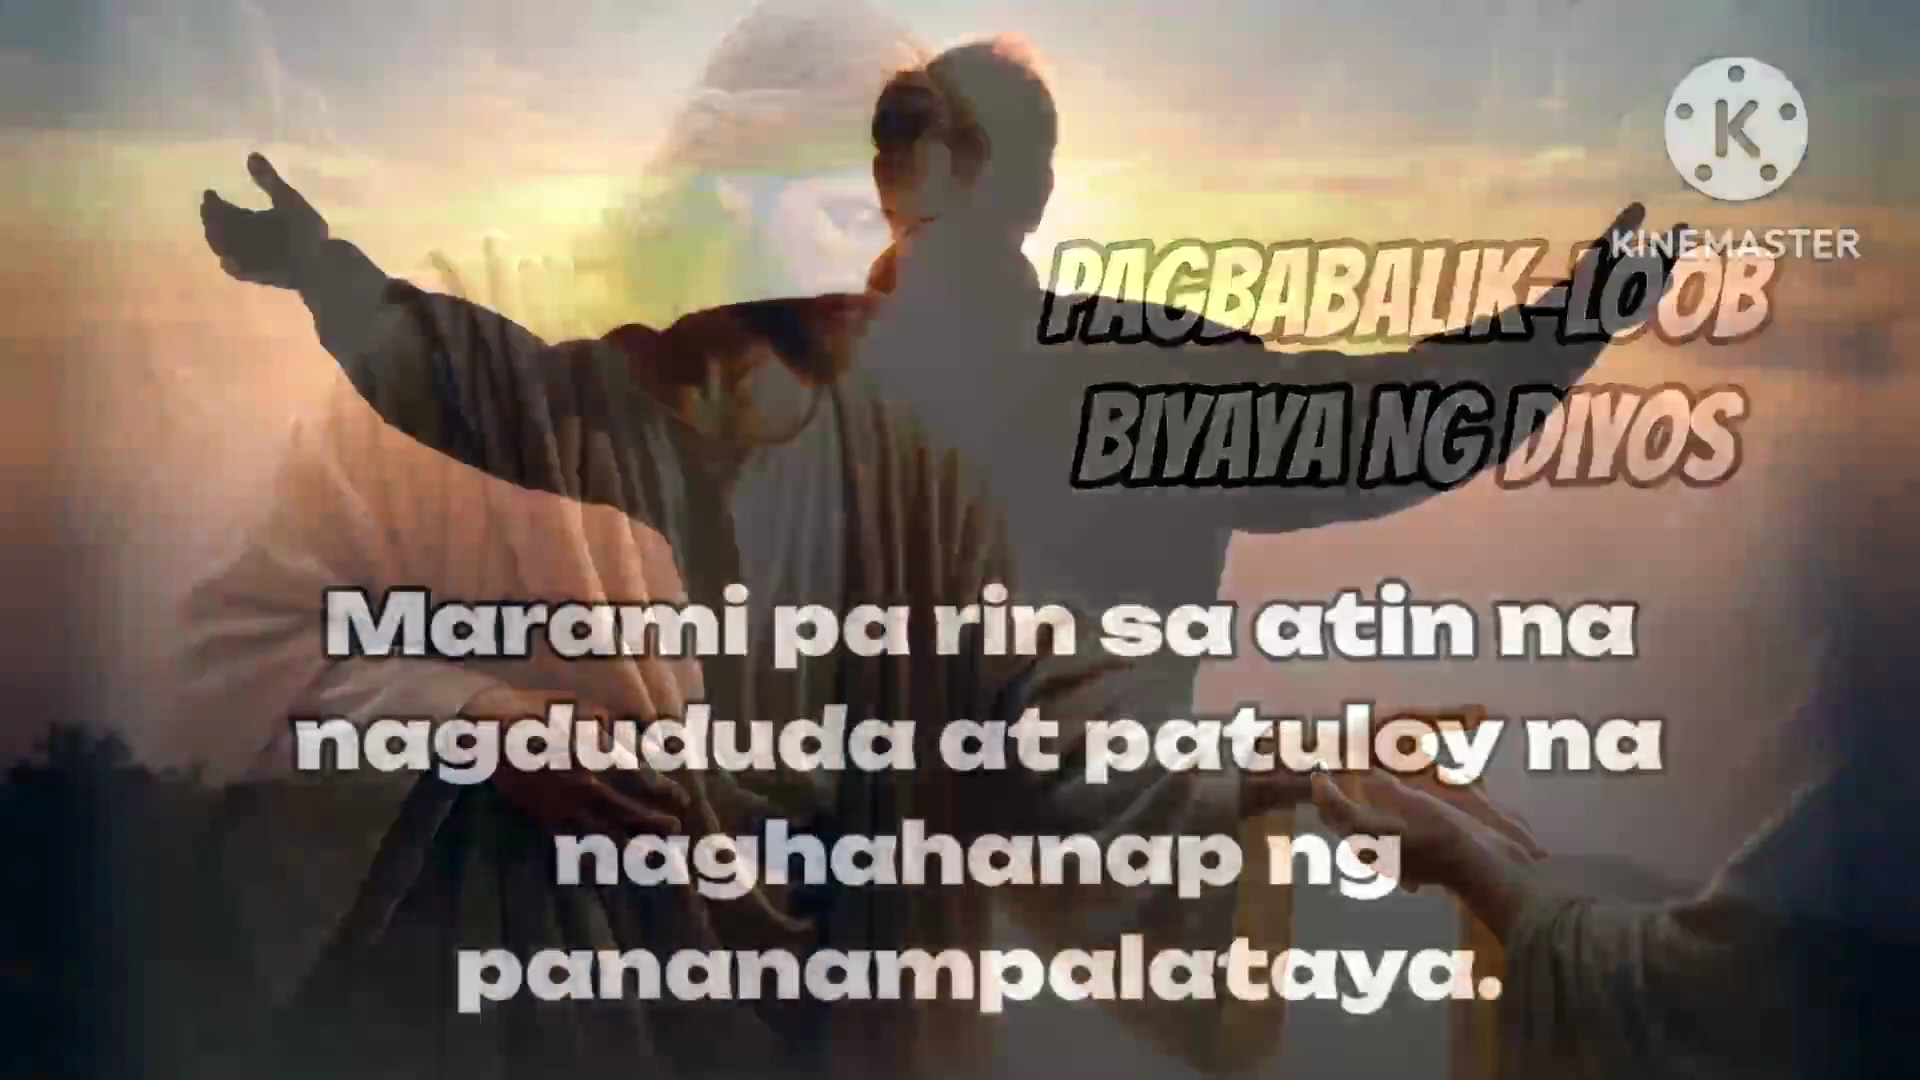 K
KINEMASTER
PAGBABALIK-LOOB
BIYAYA NG DIYOS
Marami pa rin sa atin na
nagdududa at patuloy na
naghahanap ng
pananampalataya.